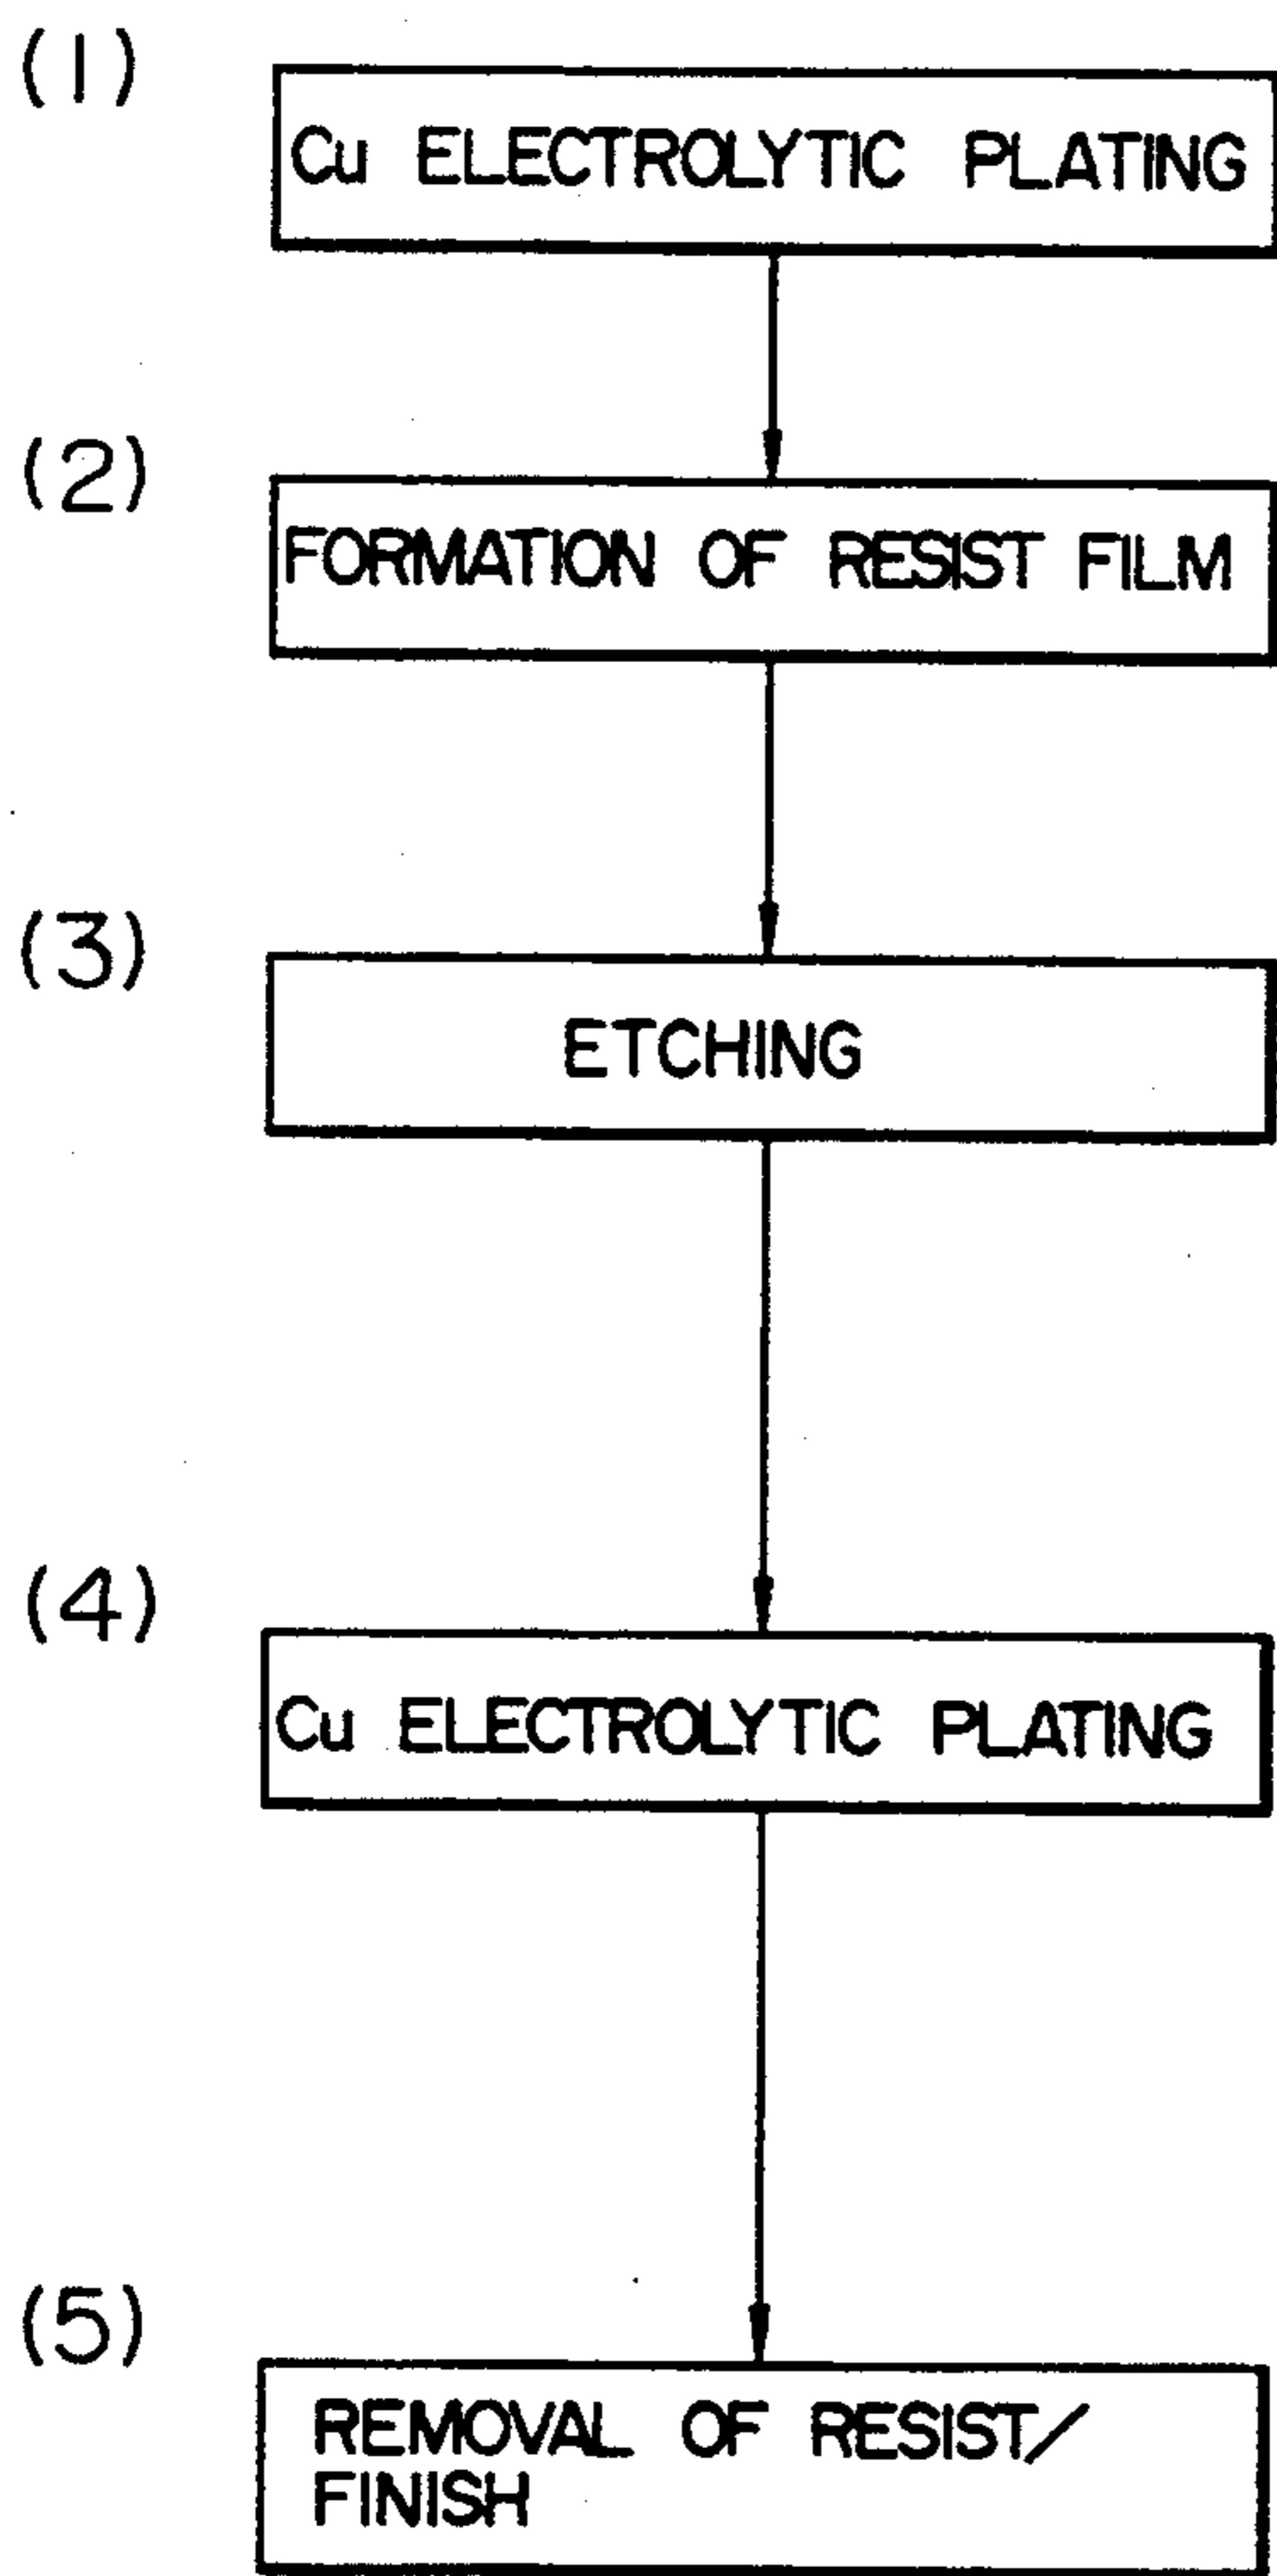 (1)
Cu ELECTROLYTIC PLATING
(2)
FORMATION OF RESIST FILM
(3)
ETCHING
(4)
Cu ELECTROLYTIC PLATING
(5)
REMOVAL OF RESIST/
FINISH